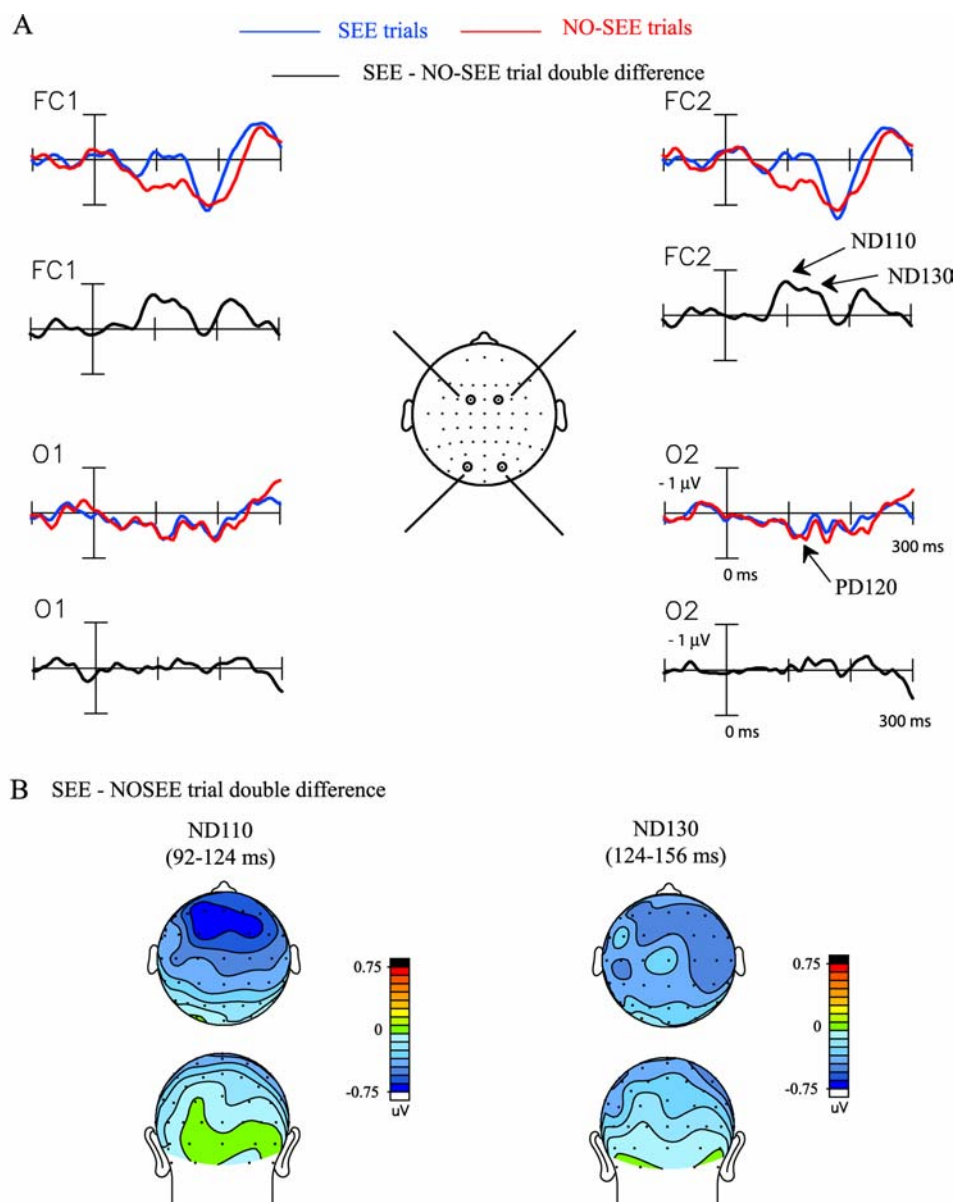 A
SEE trials NO-SEE trials
SEE - NO-SEE trial double difference
FC1
FC2
FC1
FC2
ND110
ND130
O1
O2
- 1 μV
300 ms
0 ms
PD120
O1
O2
- 1 μV
0 ms
300 ms
B SEE - NOSEE trial double difference
ND110
(92-124 ms)
ND130
(124-156 ms)
0.75
0
-0.75
uV
0.75
0
-0.75
uV